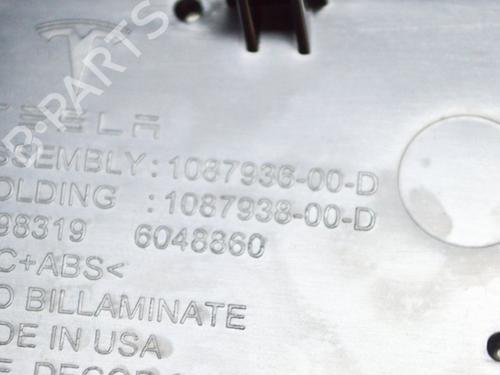 TESLA
SSEMBLY: 1087936-00-D
OLDING : 1087938-00-D
98319 6048860
C+ABS<
O BILLAMINATE
DE IN USA
B-PARTS